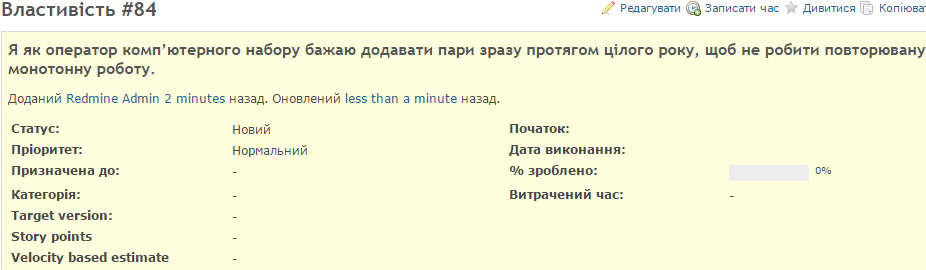 Властивість #84
Редагувати Записати час Дивитися Копіюват
Я як оператор комп’ютерного набору бажаю додавати пари зразу протягом цілого року, щоб не робити повторювану
монотонну роботу.
Доданий Redmine Admin 2 minutes назад. Оновлений less than a minute назад.
Статус: Новий Початок:
Пріоритет: Нормальний Дата виконання:
Призначена до: - % зроблено: 0%
Категорія: - Витрачений час: -
Target version: -
Story points -
Velocity based estimate -